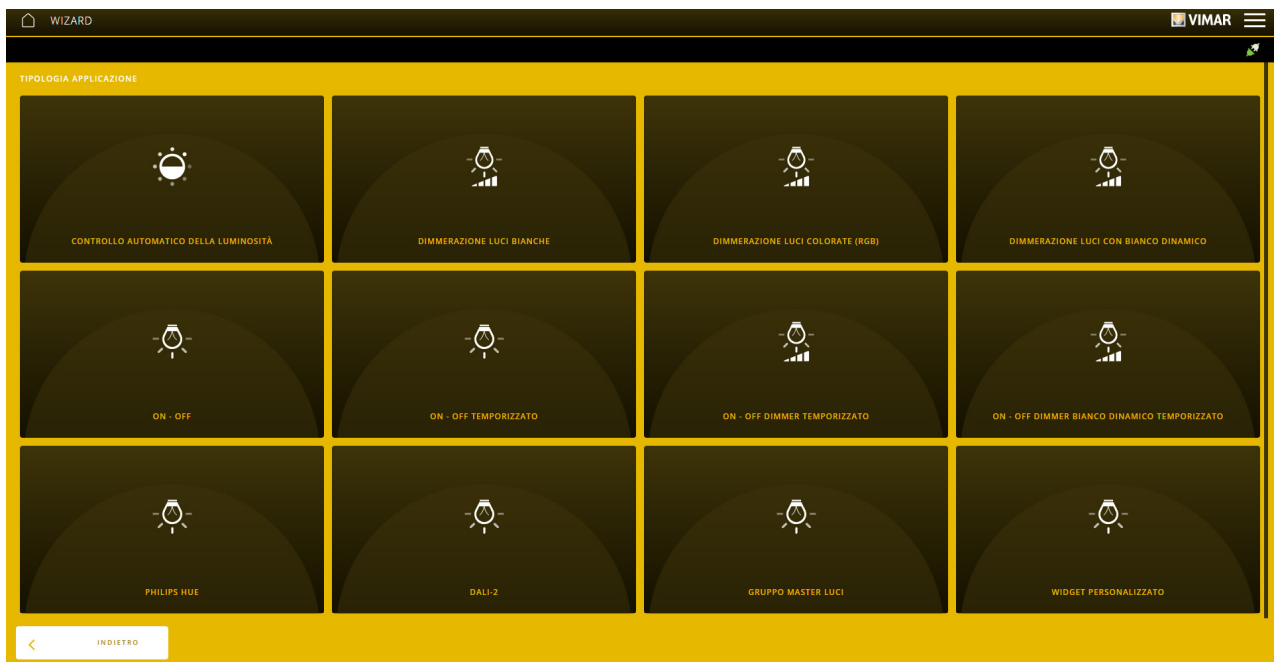 WIZARD
VIMAR
TIPOLOGIA APPLICAZIONE
CONTROLLO AUTOMATICO DELLA LUMINOSITÀ
DIMMERAZIONE LUCI BIANCHE
DIMMERAZIONE LUCI COLORATE (RGB)
DIMMERAZIONE LUCI CON BIANCO DINAMICO
ON - OFF
ON - OFF TEMPORIZZATO
ON - OFF DIMMER TEMPORIZZATO
ON - OFF DIMMER BIANCO DINAMICO TEMPORIZZATO
PHILIPS HUE
DALI-2
GRUPPO MASTER LUCI
WIDGET PERSONALIZZATO
INDIETRO